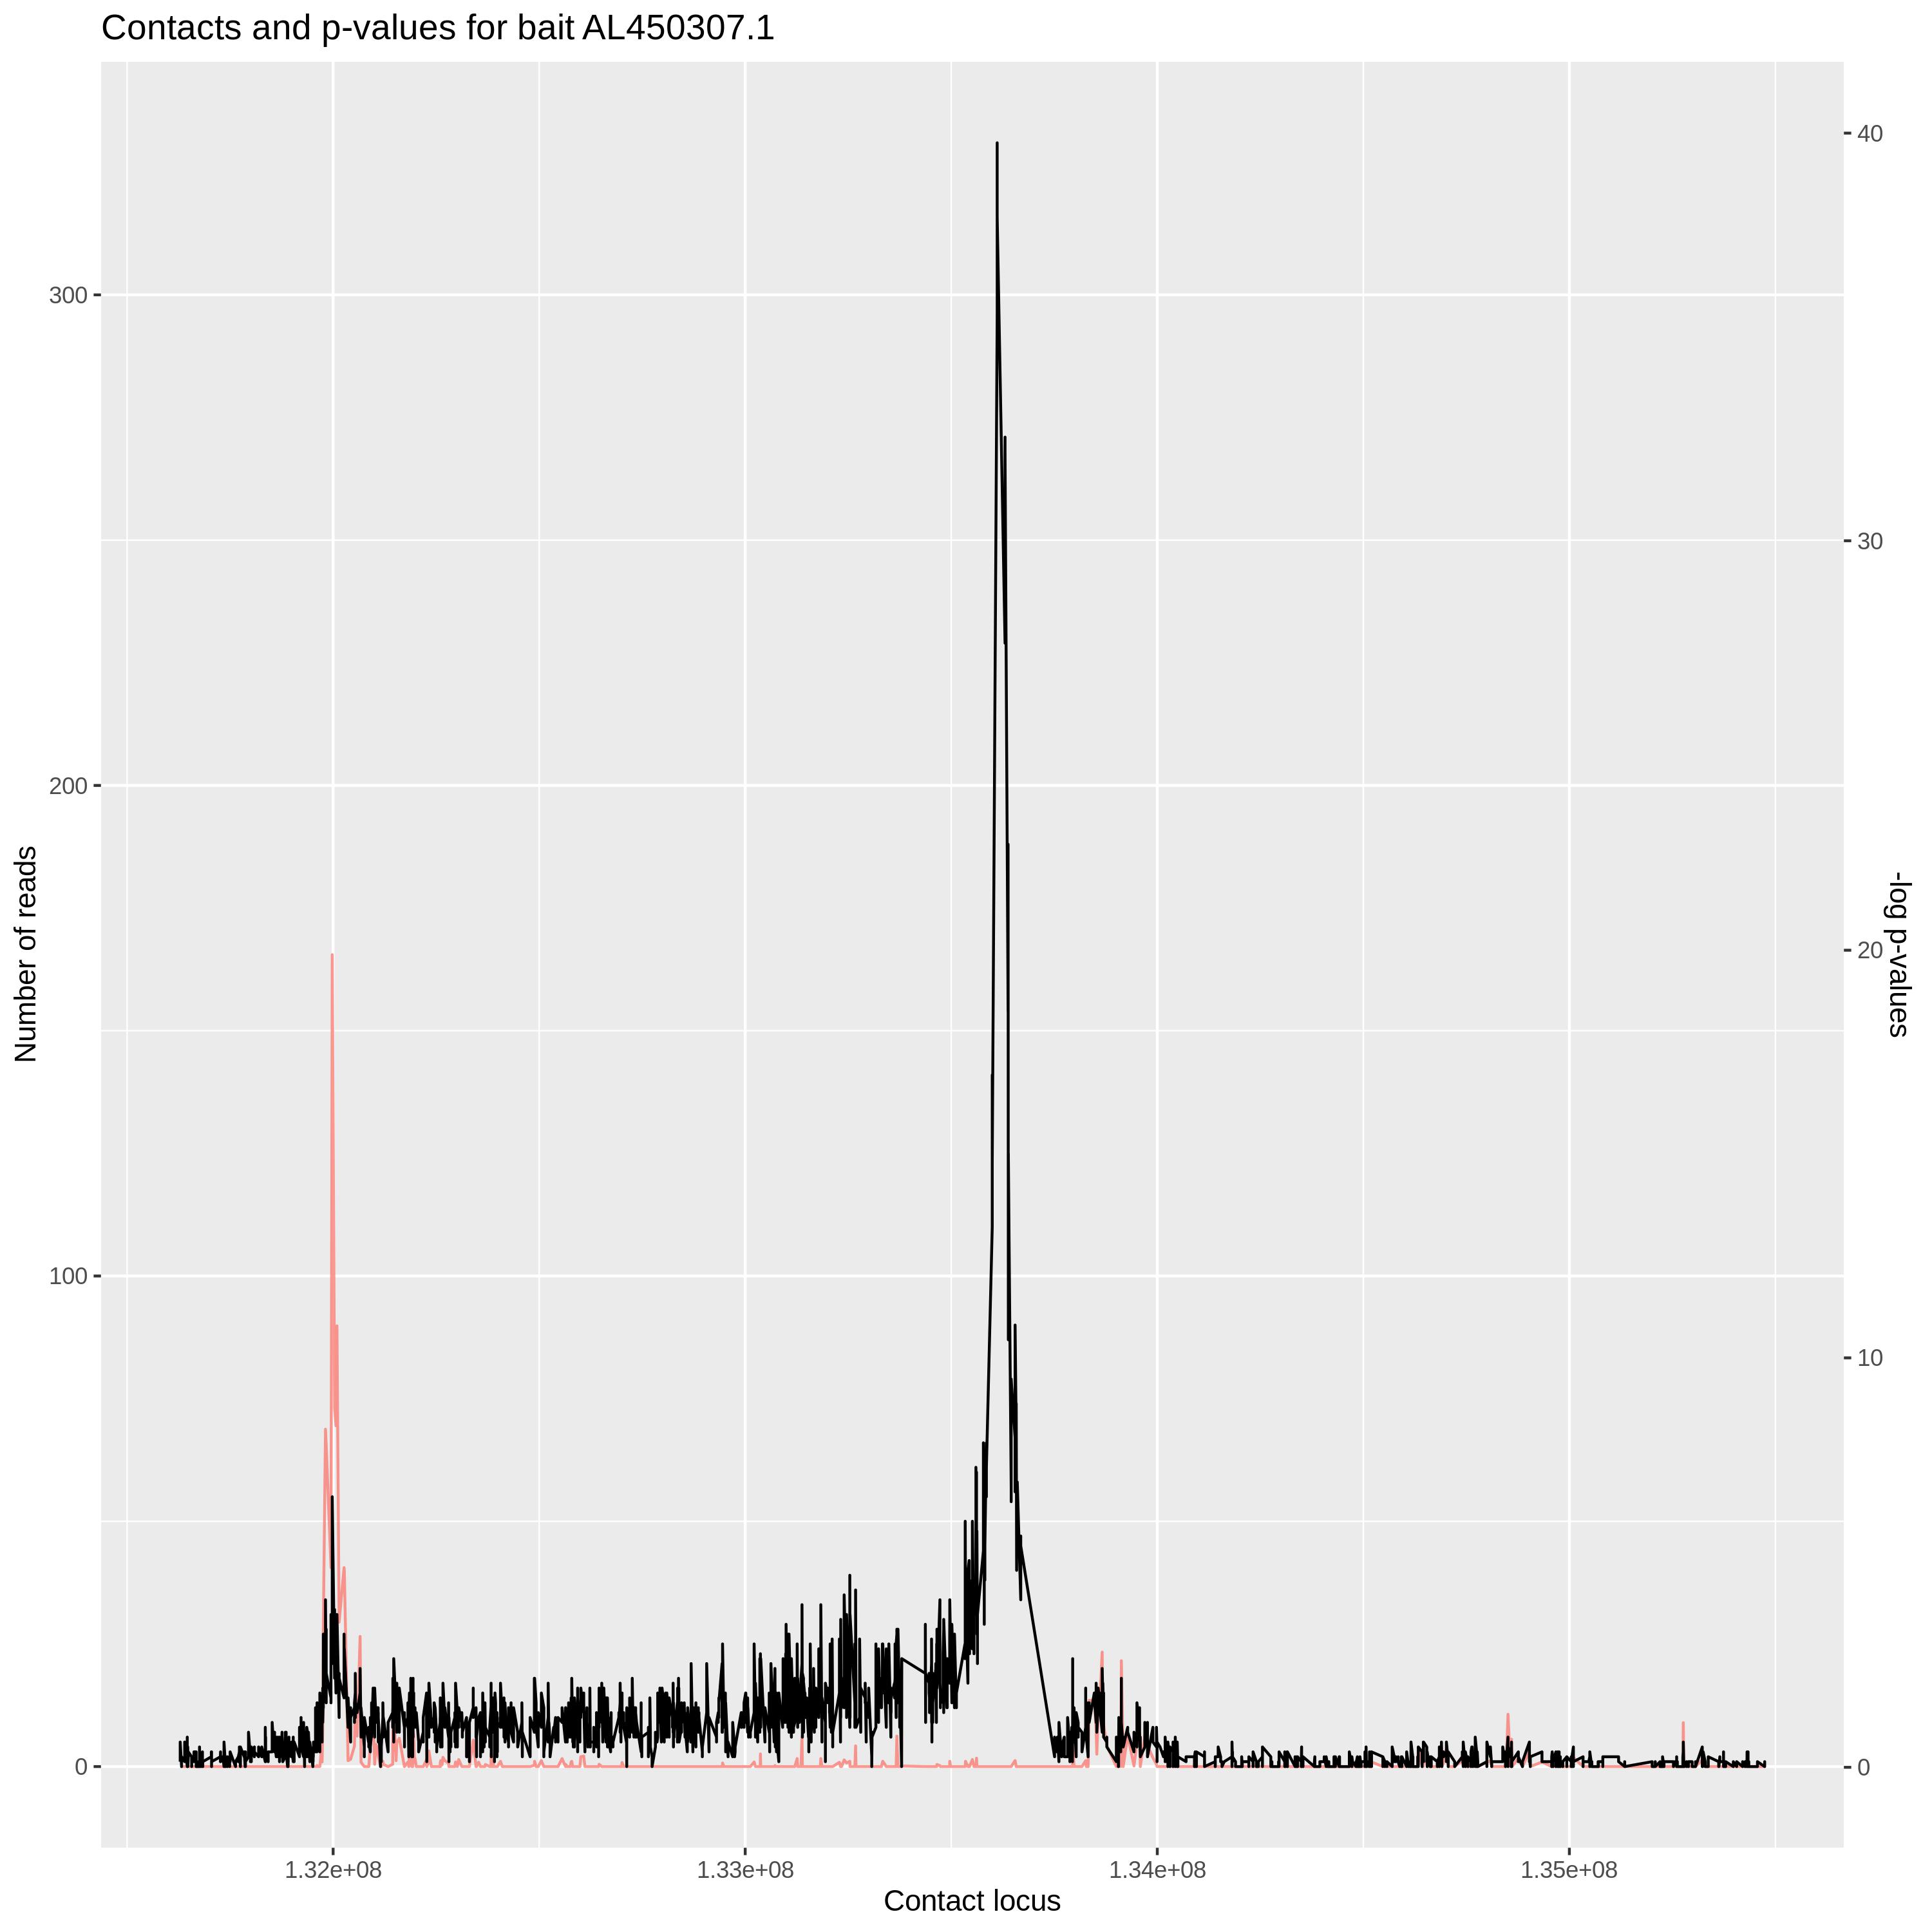 Contacts and p-values for bait AL450307.1
300
200
100
0
40
30
20
10
0
1.32e+08
1.33e+08
1.34e+08
1.35e+08
Number of reads
-log p-values
Contact locus